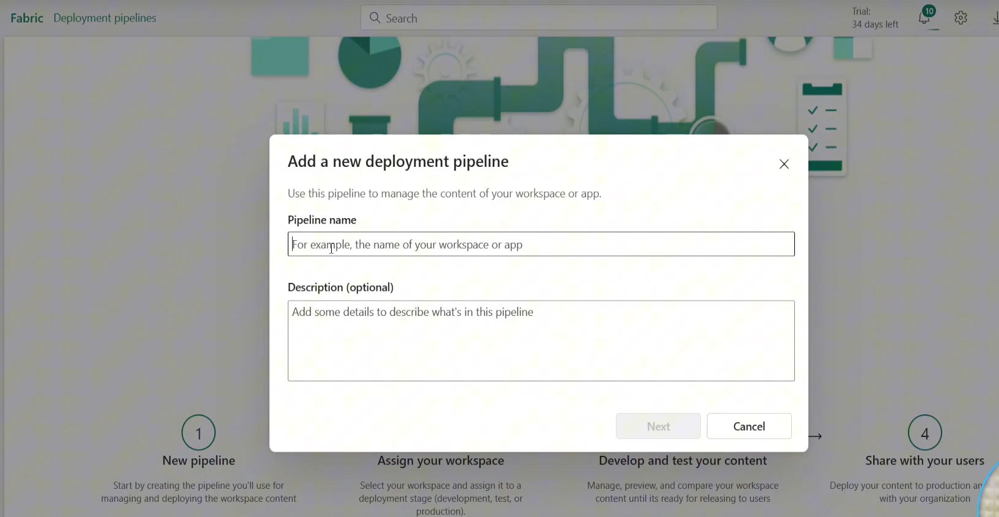 Fabric Deployment pipelines
Search
Trial:
34 days left
10
Add a new deployment pipeline
Use this pipeline to manage the content of your workspace or app.
Pipeline name
For example, the name of your workspace or app
Description (optional)
Add some details to describe what's in this pipeline
Next
Cancel
1
New pipeline
Start by creating the pipeline you'll use for
managing and deploying the workspace content
Assign your workspace
Select your workspace and assign it to a
deployment stage (development, test, or
production).
Develop and test your content
Manage, preview, and compare your workspace
content until its ready for releasing to users
4
Share with your users
Deploy your content to production
with your organization